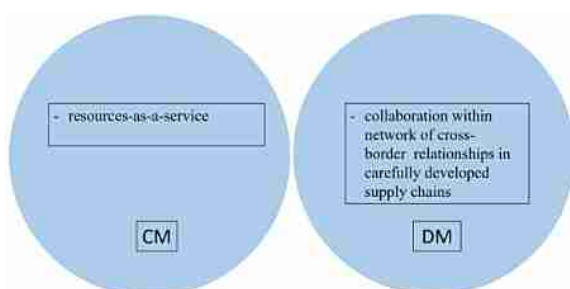 - resources-as-a-service
- collaboration within
network of cross-
border relationships in
carefully developed
supply chains
CM
DM